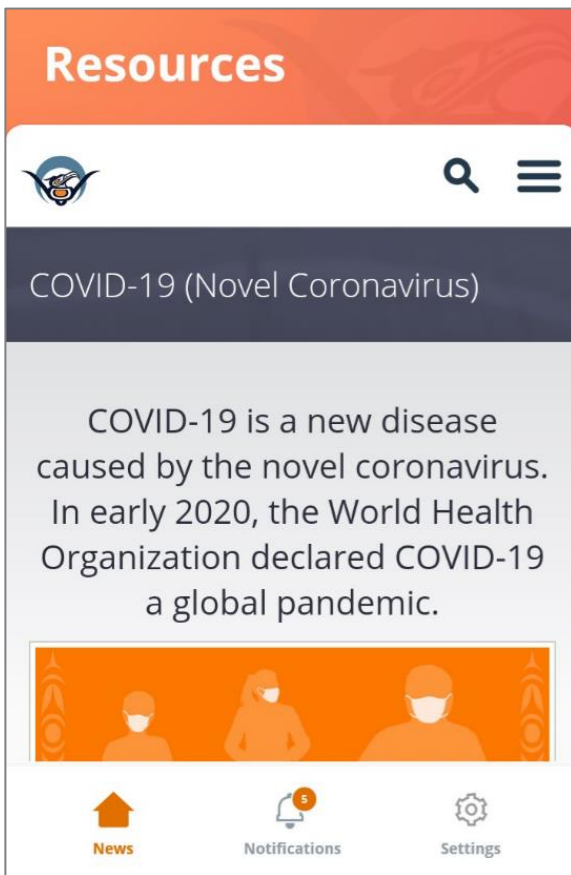 Resources
COVID-19 (Novel Coronavirus)
COVID-19 is a new disease
caused by the novel coronavirus.
In early 2020, the World Health
Organization declared COVID-19
a global pandemic.
5
News Notifications Settings